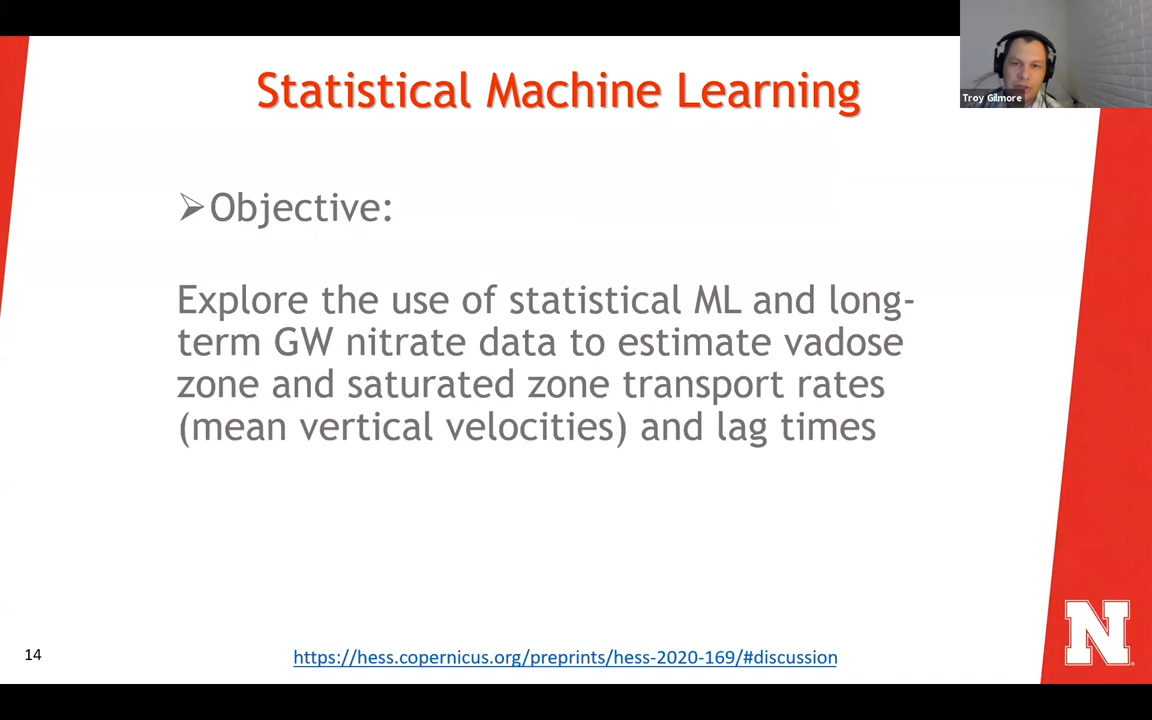 Statistical Machine Learning
Troy Gilmore
➢Objective:
Explore the use of statistical ML and long-
term GW nitrate data to estimate vadose
zone and saturated zone transport rates
(mean vertical velocities) and lag times
14
https://hess.copernicus.org/preprints/hess-2020-169/#discussion
N